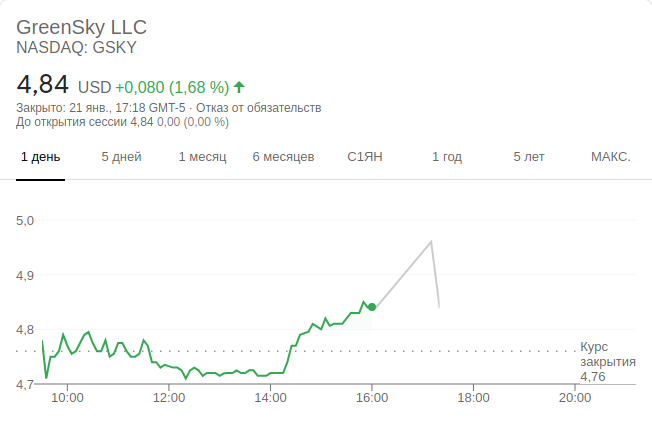 GreenSky LLC
NASDAQ: GSKY
4,84 USD +0,080 (1,68 %)
Закрыто: 21 янв., 17:18 GMT-5 · Отказ от обязательств
До открытия сессии 4,84 0,00 (0,00 %)
1 день 5 дней 1 месяц 6 месяцев С1ЯН 1 год 5 лет МАКС.
5,0
4,9
4,8
Курс
закрытия
4,76
4,7
10:00 12:00 14:00 16:00 18:00 20:00